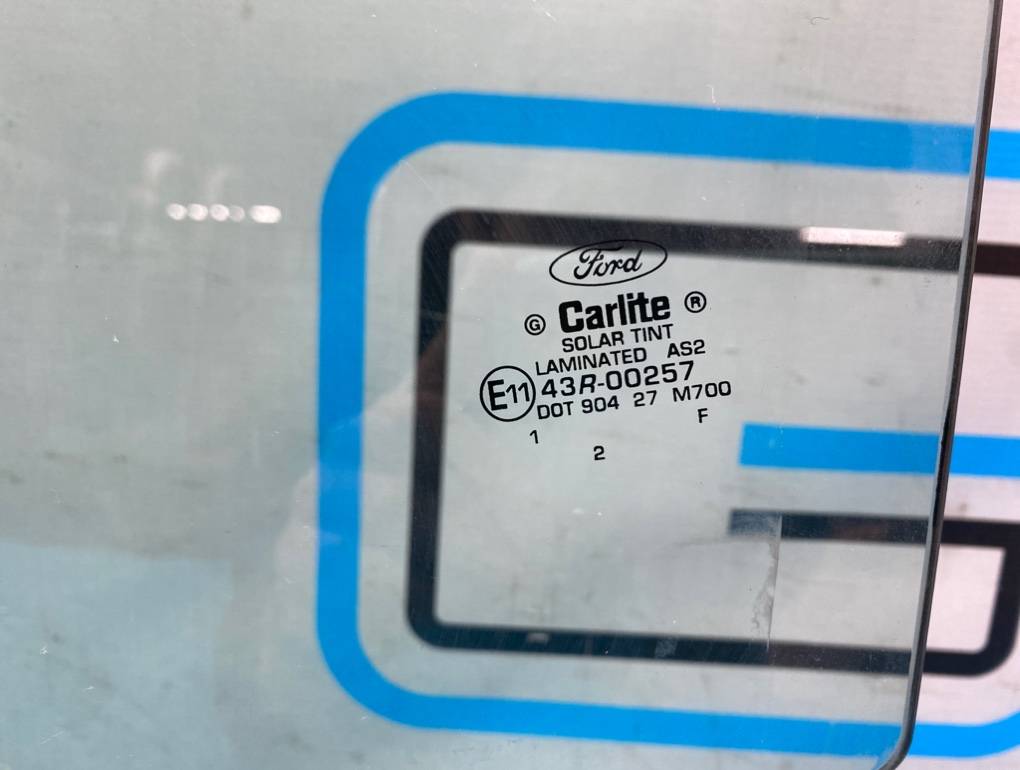 Ford
G Carlite ®
SOLAR TINT
LAMINATED AS2
E11 43R-00257
DOT 904 27 M700
F
1
2